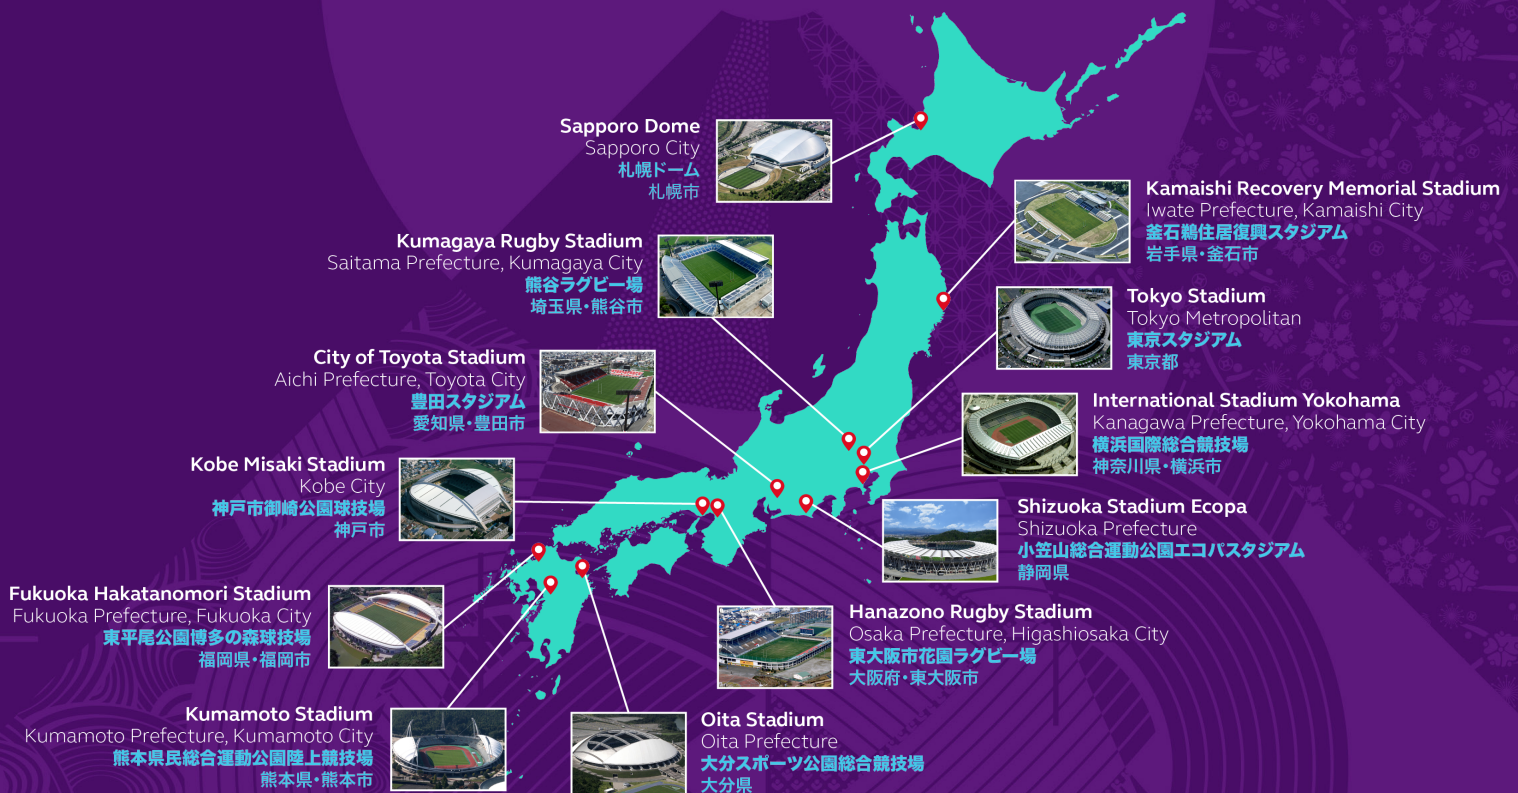 Sapporo Dome
Sapporo City
札幌ドーム
札幌市
Kamaishi Recovery Memorial Stadium
Iwate Prefecture, Kamaishi City
釜石鵜住居復興スタジアム
岩手県・釜石市
Kumagaya Rugby Stadium
Saitama Prefecture, Kumagaya City
熊谷ラグビー場
埼玉県・熊谷市
Tokyo Stadium
Tokyo Metropolitan
東京スタジアム
東京都
City of Toyota Stadium
Aichi Prefecture, Toyota City
豊田スタジアム
愛知県・豊田市
International Stadium Yokohama
Kanagawa Prefecture, Yokohama City
横浜国際総合競技場
神奈川県・横浜市
Kobe Misaki Stadium
Kobe City
神戸市御崎公園球技場
神戸市
Shizuoka Stadium Ecopa
Shizuoka Prefecture
小笠山総合運動公園エコパスタジアム
静岡県
Fukuoka Hakatanomori Stadium
Fukuoka Prefecture, Fukuoka City
東平尾公園博多の森球技場
福岡県・福岡市
Hanazono Rugby Stadium
Osaka Prefecture, Higashiosaka City
東大阪市花園ラグビー場
大阪府・東大阪市
Kumamoto Stadium
Kumamoto Prefecture, Kumamoto City
熊本県民総合運動公園陸上競技場
熊本県・熊本市
Oita Stadium
Oita Prefecture
大分スポーツ公園総合競技場
大分県